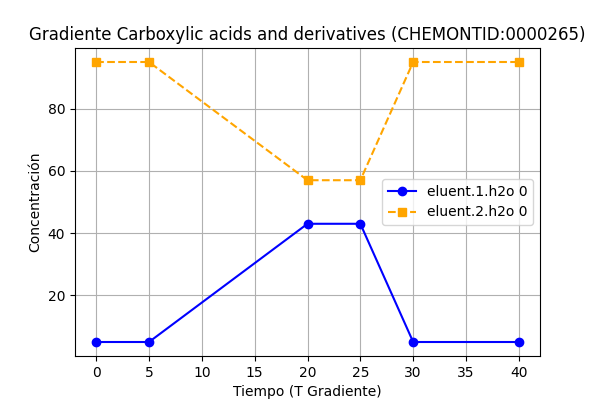 Gradiente Carboxylic acids and derivatives (CHEMONTID:0000265)
Concentración
80
60
40
20
eluent.1.h2o 0
eluent.2.h2o 0
0 5 10 15 20 25 30 35 40
Tiempo (T Gradiente)